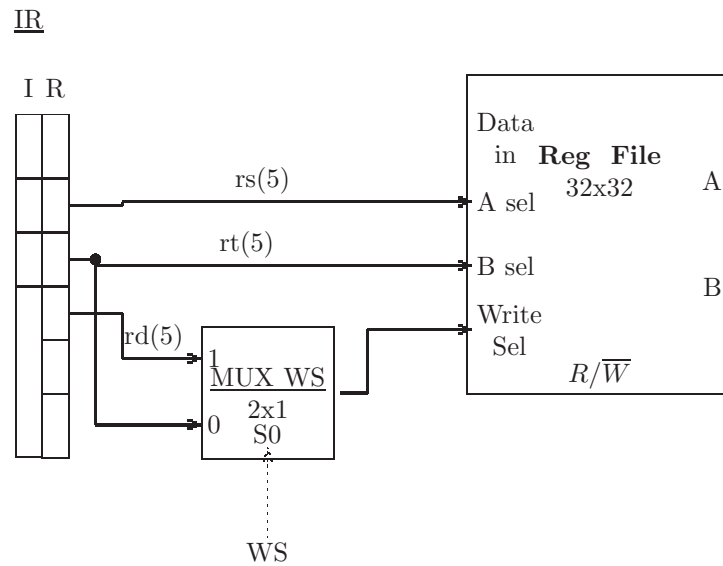 IR
I R
Data
in Reg File
32x32
A
rs(5)
A sel
rt(5)
B sel
B
Write
Sel
rd(5)
1
MUX WS
2x1
0
S0
R/\overline{W}
WS